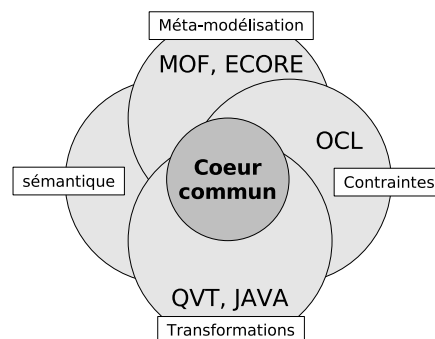 Méta-modélisation
MOF, ECORE
OCL
Coeur
commun
sémantique
Contraintes
QVT, JAVA
Transformations